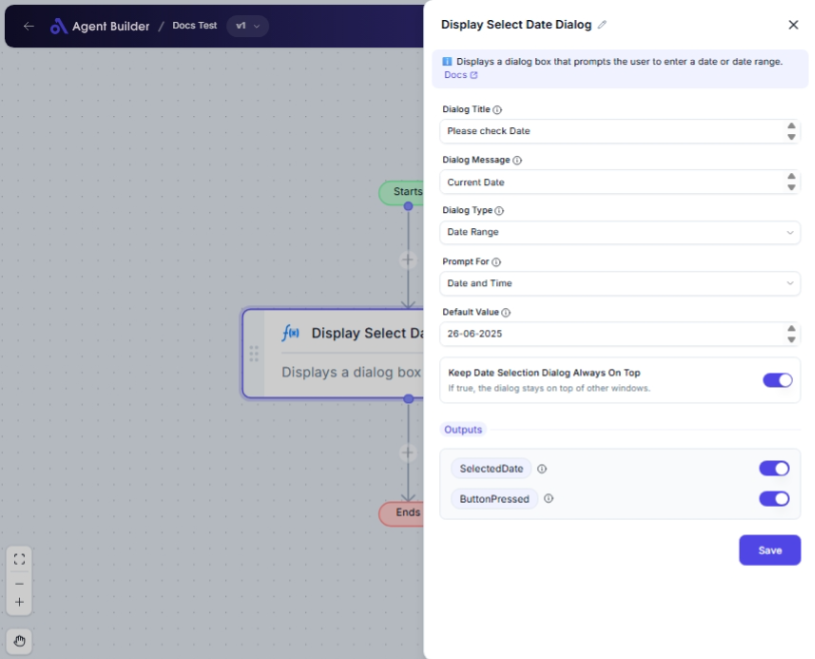 Agent Builder / Docs Test v1
Display Select Date Dialog
Displays a dialog box that prompts the user to enter a date or date range.
Docs
Dialog Title
Please check Date
Dialog Message
Current Date
Dialog Type
Date Range
Prompt For
Date and Time
Default Value
26-06-2025
Keep Date Selection Dialog Always On Top
If true, the dialog stays on top of other windows.
Outputs
SelectedDate
ButtonPressed
Save
Starts
f(x) Display Select Da
Displays a dialog box
Ends